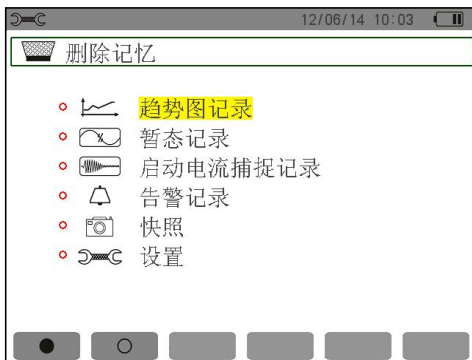 12/06/14 10:03
删除记忆
趋势图记录
暂态记录
启动电流捕捉记录
告警记录
快照
设置